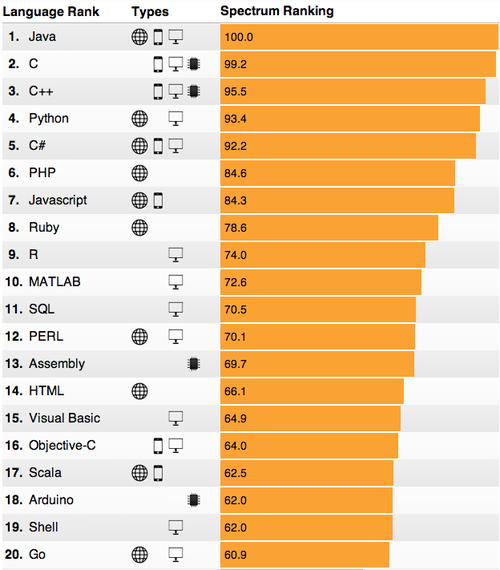 Language Rank Types Spectrum Ranking
1. Java 100.0
2. C 99.2
3. C++ 95.5
4. Python 93.4
5. C# 92.2
6. PHP 84.6
7. Javascript 84.3
8. Ruby 78.6
9. R 74.0
10. MATLAB 72.6
11. SQL 70.5
12. PERL 70.1
13. Assembly 69.7
14. HTML 66.1
15. Visual Basic 64.9
16. Objective-C 64.0
17. Scala 62.5
18. Arduino 62.0
19. Shell 62.0
20. Go 60.9